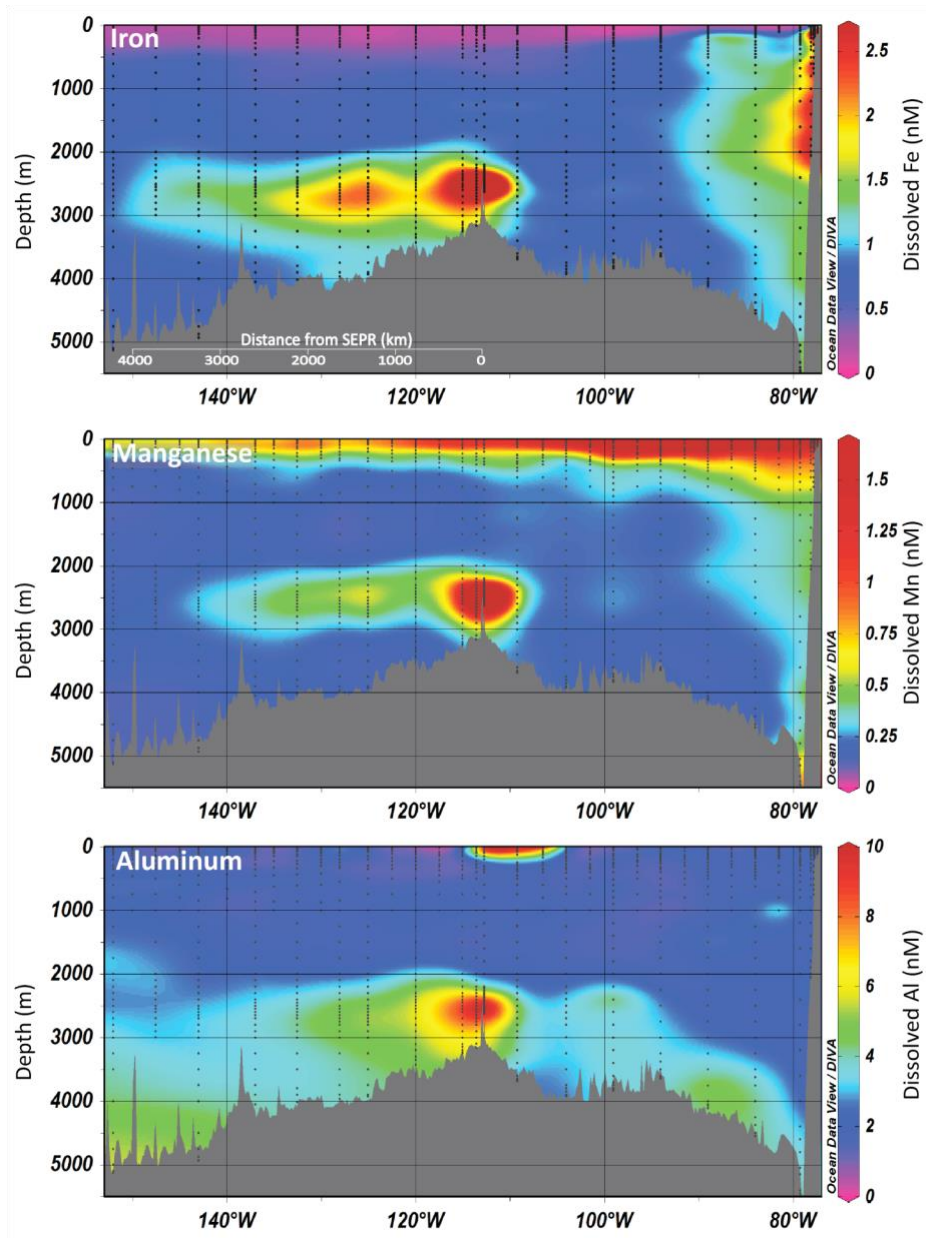 Iron
0
1000
2000
3000
4000
5000
Depth (m)
Distance from SEPR (km)
4000 3000 2000 1000 0
140°W 120°W 100°W 80°W
Ocean Data View / DIVA
2.5
2
1.5
1
0.5
0
Dissolved Fe (nM)
Manganese
0
1000
2000
3000
4000
5000
Depth (m)
140°W 120°W 100°W 80°W
Ocean Data View / DIVA
1.5
1.25
1
0.75
0.5
0.25
0
Dissolved Mn (nM)
Aluminum
0
1000
2000
3000
4000
5000
Depth (m)
140°W 120°W 100°W 80°W
Ocean Data View / DIVA
10
8
6
4
2
0
Dissolved Al (nM)